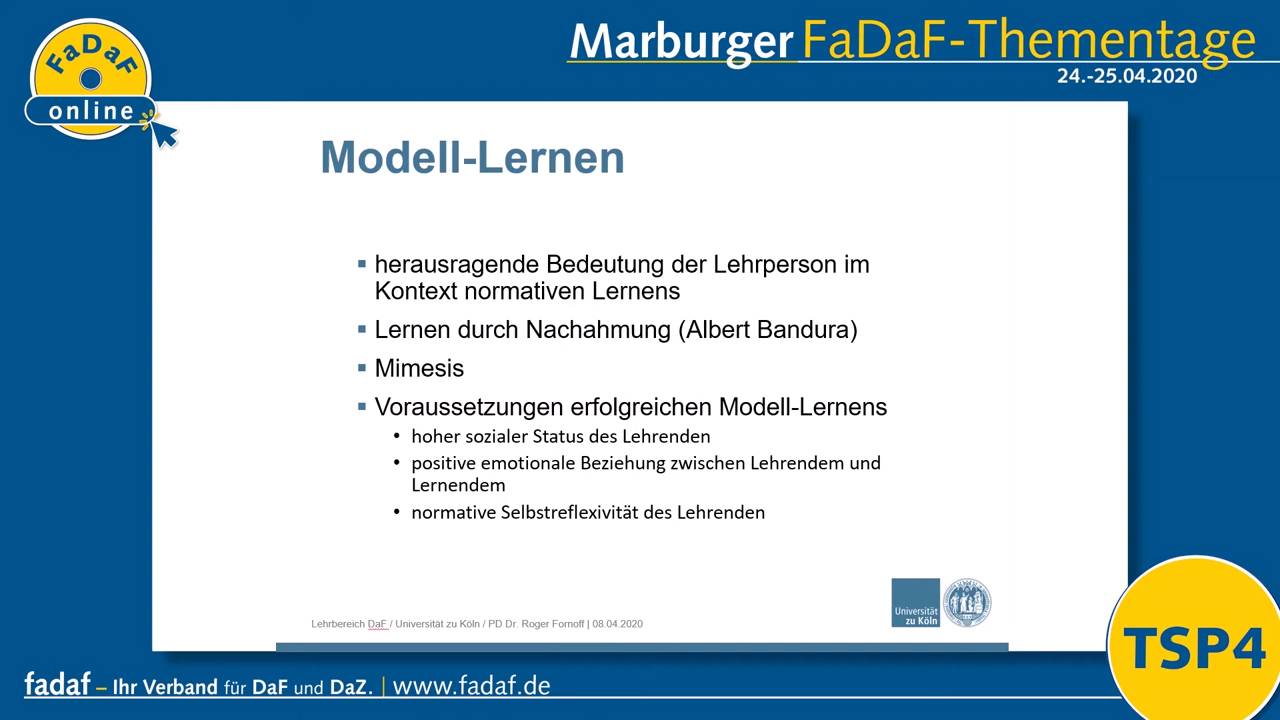 FaDaF
online
Marburger FaDaF-Thementage
24.-25.04.2020
Modell-Lernen
▪ herausragende Bedeutung der Lehrperson im
Kontext normativen Lernens
▪ Lernen durch Nachahmung (Albert Bandura)
▪ Mimesis
▪ Voraussetzungen erfolgreichen Modell-Lernens
• hoher sozialer Status des Lehrenden
• positive emotionale Beziehung zwischen Lehrendem und
Lernendem
• normative Selbstreflexivität des Lehrenden
Universität
zu Köln
Lehrbereich DaF / Universität zu Köln / PD Dr. Roger Fornoff | 08.04.2020
TSP4
fadaf – Ihr Verband für DaF und DaZ. | www.fadaf.de